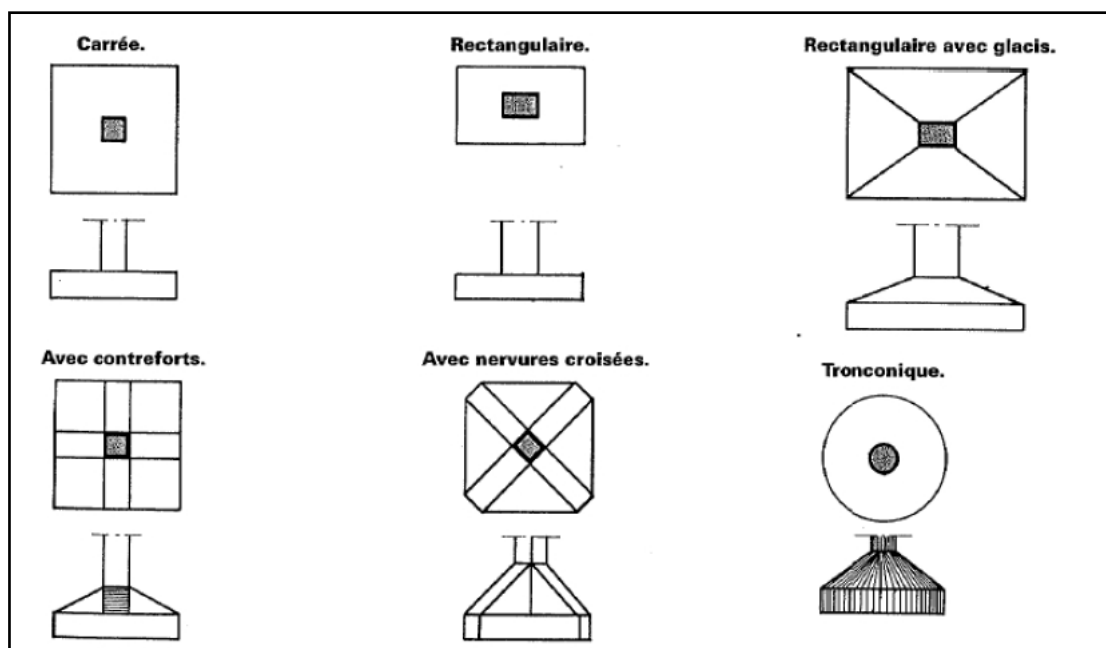 Carrée.
Rectangulaire.
Rectangulaire avec glacis.
Avec contreforts.
Avec nervures croisées.
Tronconique.